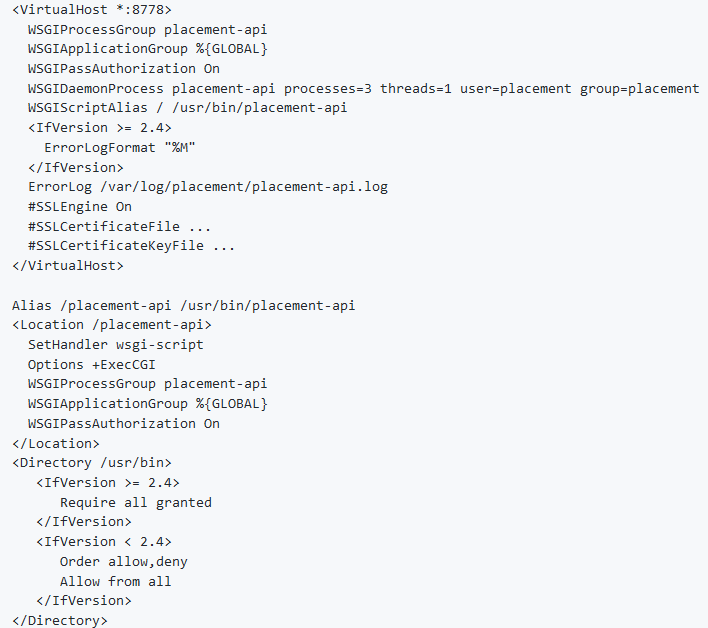 <VirtualHost *:8778>
  WSGIProcessGroup placement-api
  WSGIApplicationGroup %{GLOBAL}
  WSGIPassAuthorization On
  WSGIDaemonProcess placement-api processes=3 threads=1 user=placement group=placement
  WSGIScriptAlias / /usr/bin/placement-api
  <IfVersion >= 2.4>
    ErrorLogFormat "%M"
  </IfVersion>
  ErrorLog /var/log/placement/placement-api.log
  #SSLEngine On
  #SSLCertificateFile ...
  #SSLCertificateKeyFile ...
</VirtualHost>

Alias /placement-api /usr/bin/placement-api
<Location /placement-api>
  SetHandler wsgi-script
  Options +ExecCGI
  WSGIProcessGroup placement-api
  WSGIApplicationGroup %{GLOBAL}
  WSGIPassAuthorization On
</Location>
<Directory /usr/bin>
   <IfVersion >= 2.4>
      Require all granted
   </IfVersion>
   <IfVersion < 2.4>
      Order allow,deny
      Allow from all
   </IfVersion>
</Directory>